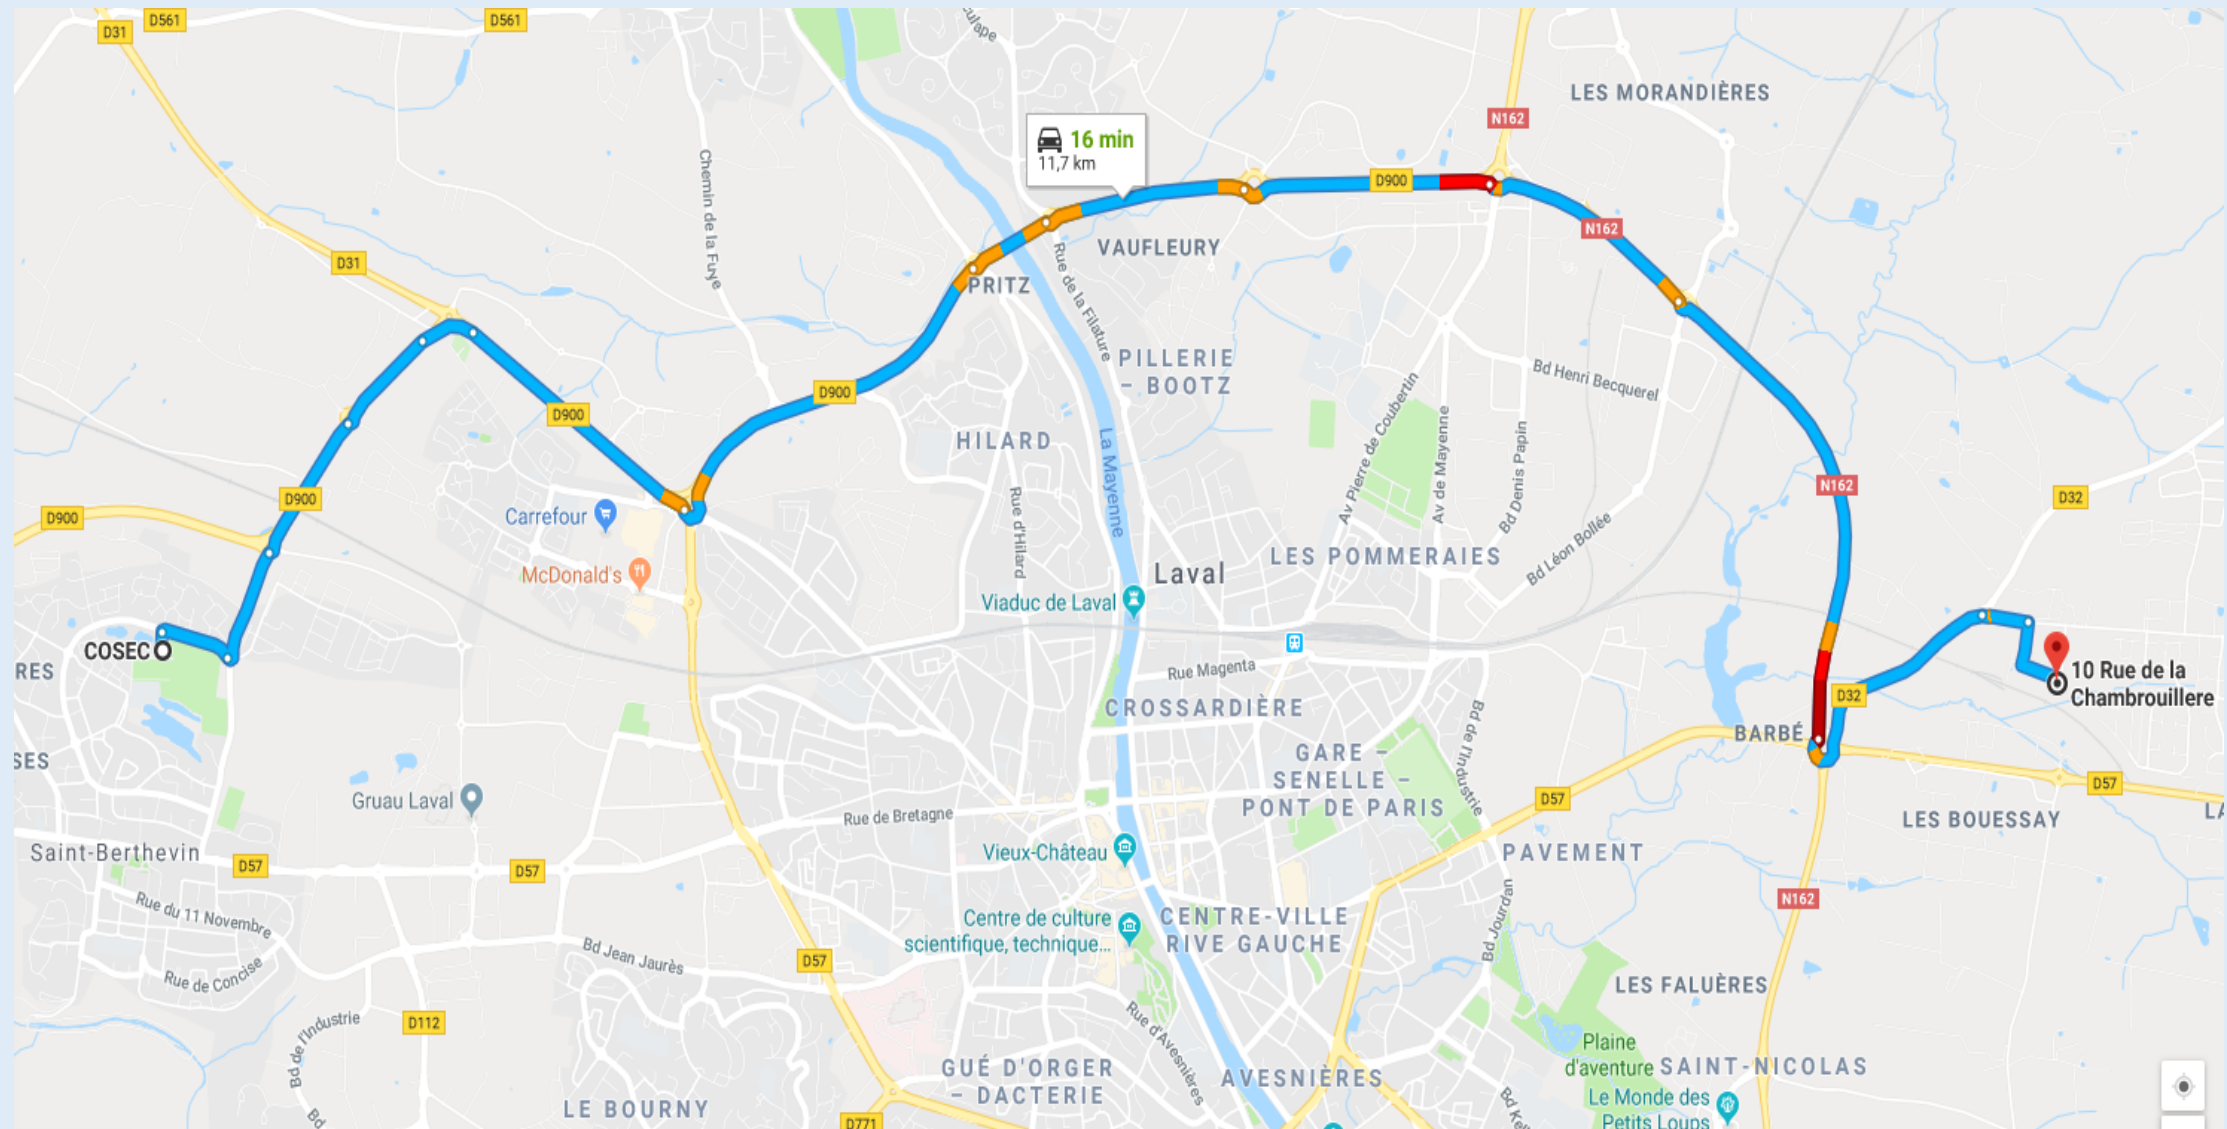 D31
D561
D561
LES MORANDIÈRES
N162
16 min
11,7 km
Chemin de la Fuye
D900
N162
VAUFLEURY
D31
PRITZ
Rue de la Filature
PILLERIE
- BOOTZ
Bd Henri Becquerel
D900
D900
HILARD
La Mayenne
Av Pierre de Coubertin
Av de Mayenne
Bd Denis Papin
N162
D900
D32
D900
Carrefour
Rue d'Hilard
Bd Léon Bollée
LES POMMERAIES
McDonald's
Laval
Viaduc de Laval
COSEC
RES
Rue Magenta
10 Rue de la
Chambrouillere
D32
CROSSARDIÈRE
BARBÉ
Bd de l'Industrie
GARE -
SENELLE -
PONT DE PARIS
SES
D57
D57
Gruau Laval
Rue de Bretagne
LES BOUESSAY
LA
Saint-Berthevin
D57
D57
Vieux-Château
PAVEMENT
N162
Rue du 11 Novembre
Centre de culture
scientifique, technique...
CENTRE-VILLE
RIVE GAUCHE
Bd Jourdan
Bd Jean Jaurès
D57
Rue de Concise
LES FALUÈRES
Bd de l'Industrie
D112
Rue d'Avesnières
Plaine
d'aventure
SAINT-NICOLAS
GUÉ D'ORGER
- DACTERIE
AVESNIÈRES
LE BOURNY
Le Monde des
Petits Loups
Bd
D771